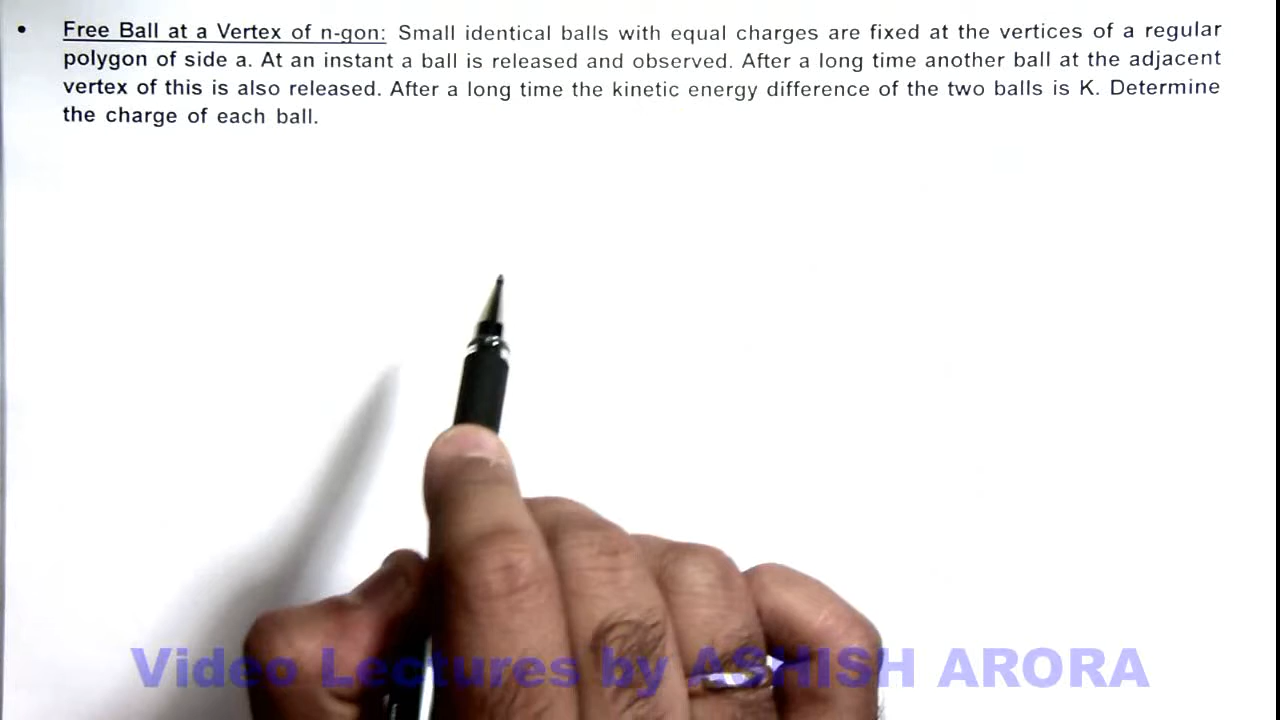 • Free Ball at a Vertex of n-gon: Small identical balls with equal charges are fixed at the vertices of a regular
polygon of side a. At an instant a ball is released and observed. After a long time another ball at the adjacent
vertex of this is also released. After a long time the kinetic energy difference of the two balls is K. Determine
the charge of each ball.
Video Lectures by ASHISH ARORA